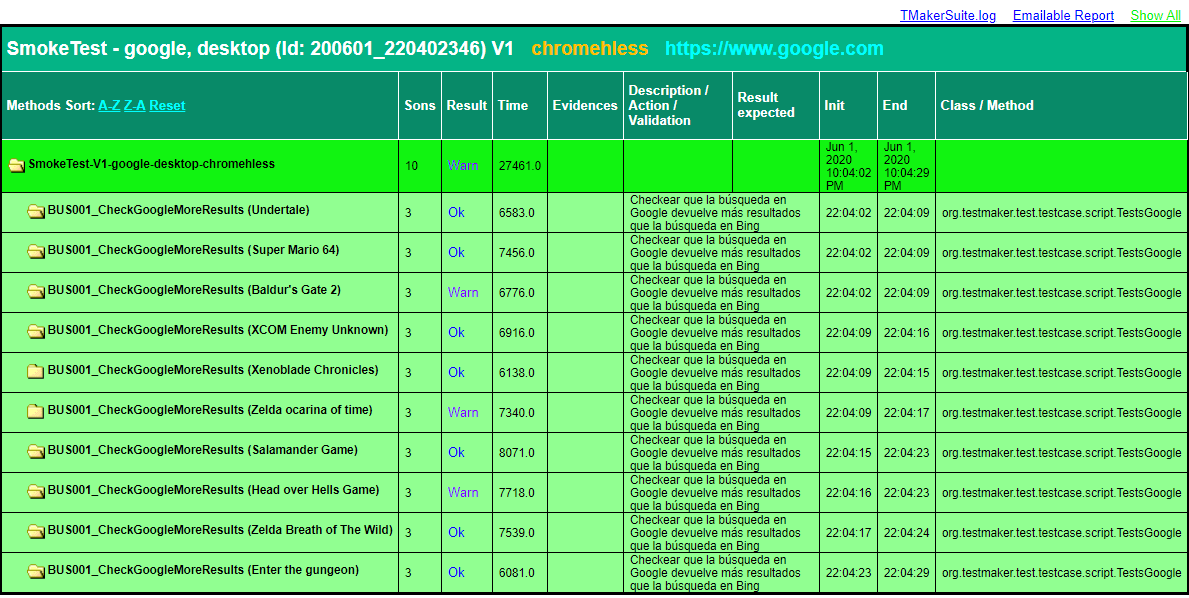 TMakerSuite.log Emailable Report Show All
SmokeTest - google, desktop (Id: 200601_220402346) V1 chromehless https://www.google.com
Methods Sort: A-Z Z-A Reset Sons Result Time Evidences Description / Action / Validation Result expected Init End Class / Method
SmokeTest-V1-google-desktop-chromehless 10 Warn 27461.0 Jun 1, 2020 10:04:02 PM Jun 1, 2020 10:04:29 PM
BUS001_CheckGoogleMoreResults (Undertale) 3 Ok 6583.0 Checkear que la búsqueda en Google devuelve más resultados que la búsqueda en Bing 22:04:02 22:04:09 org.testmaker.test.testcase.script.TestsGoogle
BUS001_CheckGoogleMoreResults (Super Mario 64) 3 Ok 7456.0 Checkear que la búsqueda en Google devuelve más resultados que la búsqueda en Bing 22:04:02 22:04:09 org.testmaker.test.testcase.script.TestsGoogle
BUS001_CheckGoogleMoreResults (Baldur's Gate 2) 3 Warn 6776.0 Checkear que la búsqueda en Google devuelve más resultados que la búsqueda en Bing 22:04:02 22:04:09 org.testmaker.test.testcase.script.TestsGoogle
BUS001_CheckGoogleMoreResults (XCOM Enemy Unknown) 3 Ok 6916.0 Checkear que la búsqueda en Google devuelve más resultados que la búsqueda en Bing 22:04:09 22:04:16 org.testmaker.test.testcase.script.TestsGoogle
BUS001_CheckGoogleMoreResults (Xenoblade Chronicles) 3 Ok 6138.0 Checkear que la búsqueda en Google devuelve más resultados que la búsqueda en Bing 22:04:09 22:04:15 org.testmaker.test.testcase.script.TestsGoogle
BUS001_CheckGoogleMoreResults (Zelda ocarina of time) 3 Warn 7340.0 Checkear que la búsqueda en Google devuelve más resultados que la búsqueda en Bing 22:04:09 22:04:17 org.testmaker.test.testcase.script.TestsGoogle
BUS001_CheckGoogleMoreResults (Salamander Game) 3 Ok 8071.0 Checkear que la búsqueda en Google devuelve más resultados que la búsqueda en Bing 22:04:15 22:04:23 org.testmaker.test.testcase.script.TestsGoogle
BUS001_CheckGoogleMoreResults (Head over Hells Game) 3 Warn 7718.0 Checkear que la búsqueda en Google devuelve más resultados que la búsqueda en Bing 22:04:16 22:04:23 org.testmaker.test.testcase.script.TestsGoogle
BUS001_CheckGoogleMoreResults (Zelda Breath of The Wild) 3 Ok 7539.0 Checkear que la búsqueda en Google devuelve más resultados que la búsqueda en Bing 22:04:17 22:04:24 org.testmaker.test.testcase.script.TestsGoogle
BUS001_CheckGoogleMoreResults (Enter the gungeon) 3 Ok 6081.0 Checkear que la búsqueda en Google devuelve más resultados que la búsqueda en Bing 22:04:23 22:04:29 org.testmaker.test.testcase.script.TestsGoogle